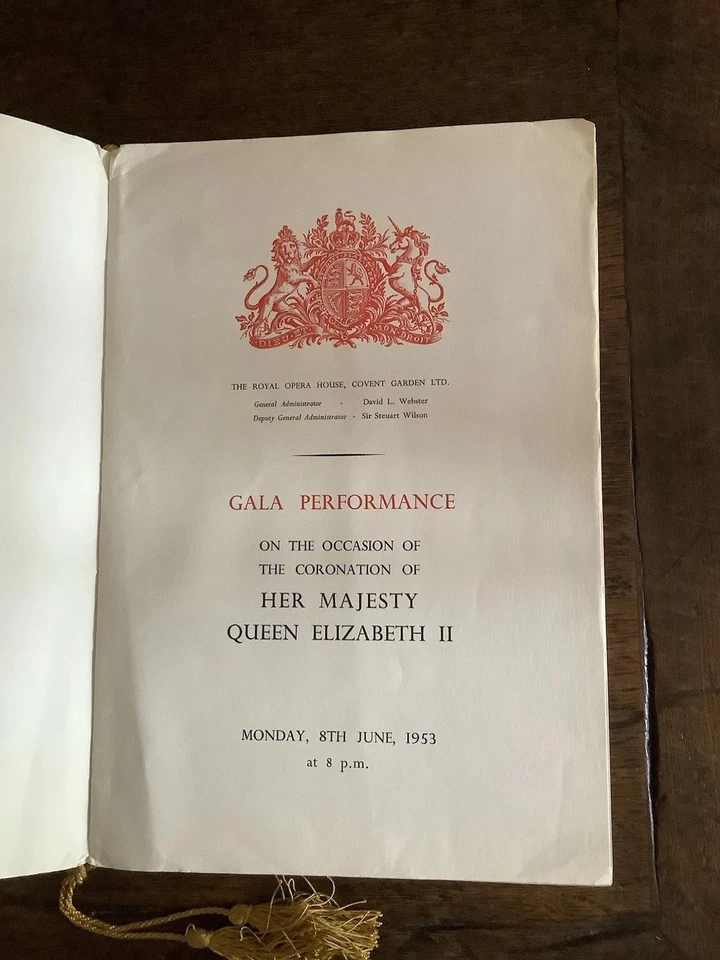 DIEU ET MON DROIT
THE ROYAL OPERA HOUSE, COVENT GARDEN LTD.
General Administrator - David L. Webster
Deputy General Administrator - Sir Steuart Wilson
GALA PERFORMANCE
ON THE OCCASION OF
THE CORONATION OF
HER MAJESTY
QUEEN ELIZABETH II
MONDAY, 8TH JUNE, 1953
at 8 p.m.